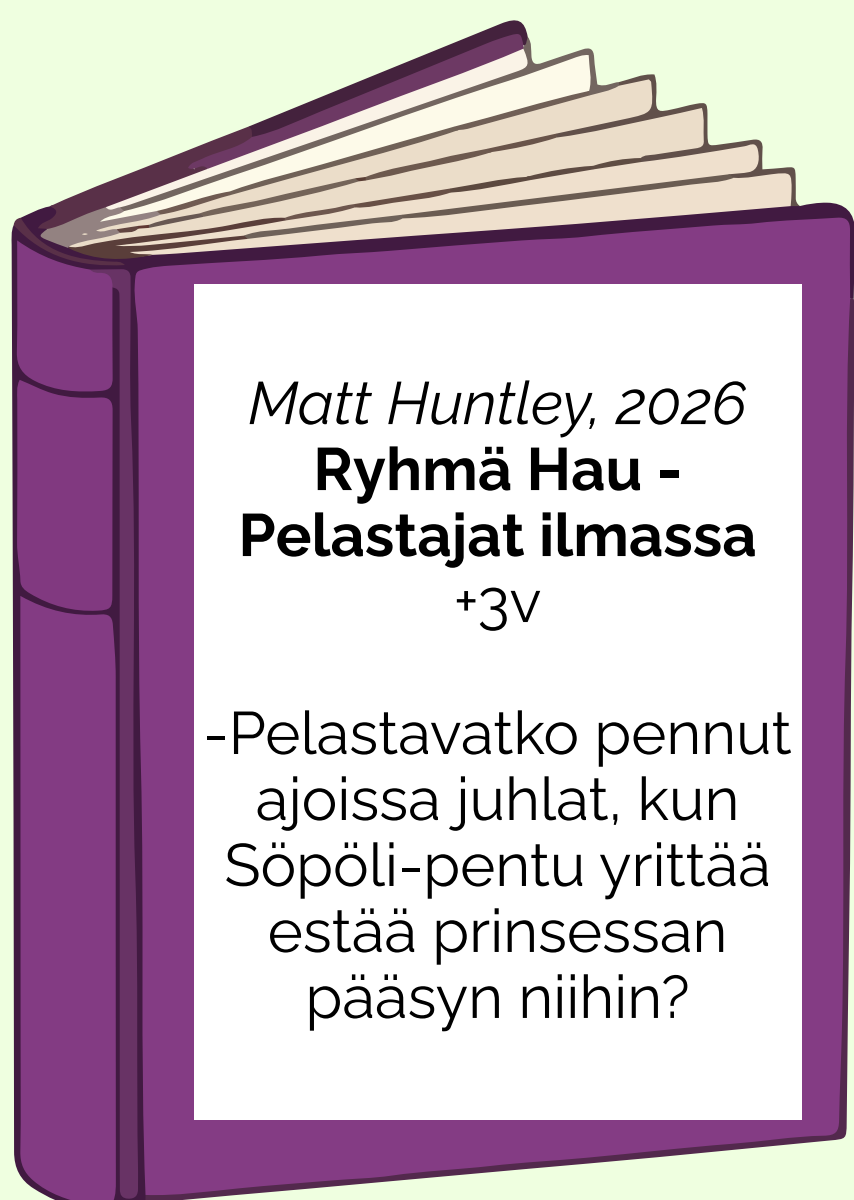 Matt Huntley, 2026
Ryhmä Hau -
Pelastajat ilmassa
+3v
-Pelastavatko pennut
ajoissa juhlat, kun
Söpöli-pentu yrittää
estää prinsessan
pääsyn niihin?